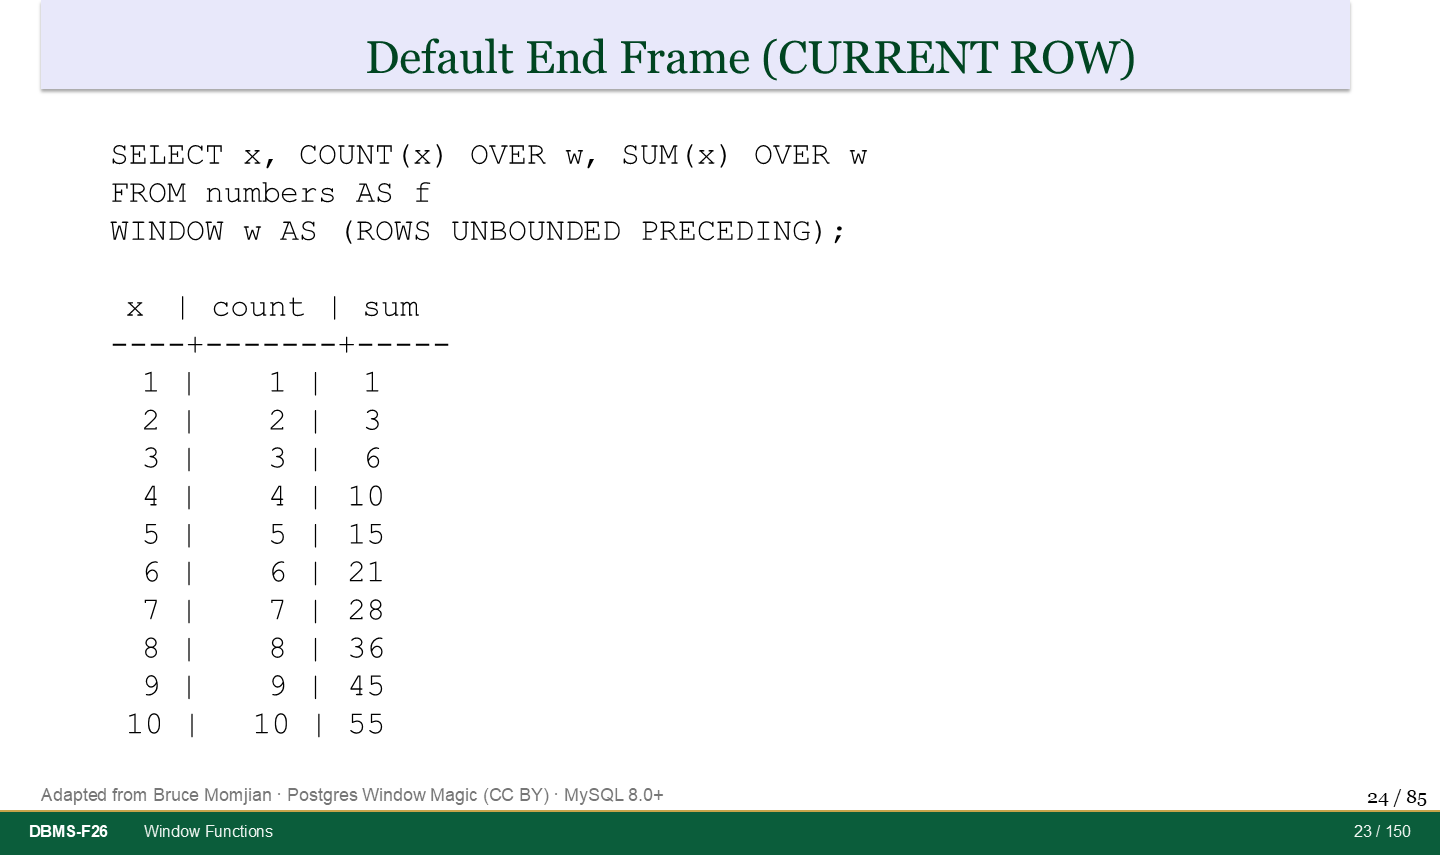 Default End Frame (CURRENT ROW)
SELECT x, COUNT(x) OVER w, SUM(x) OVER w
FROM numbers AS f
WINDOW w AS (ROWS UNBOUNDED PRECEDING);
x | count | sum
----+-------+-----
1 | 1 | 1
2 | 2 | 3
3 | 3 | 6
4 | 4 | 10
5 | 5 | 15
6 | 6 | 21
7 | 7 | 28
8 | 8 | 36
9 | 9 | 45
10 | 10 | 55
Adapted from Bruce Momjian · Postgres Window Magic (CC BY) · MySQL 8.0+
24 / 85
DBMS-F26 Window Functions 23 / 150